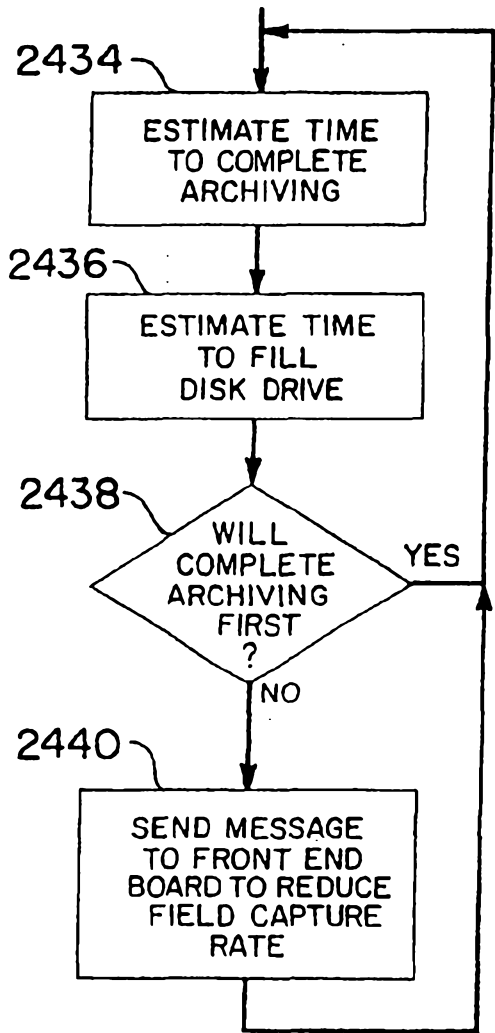 2434
ESTIMATE TIME
TO COMPLETE
ARCHIVING
2436
ESTIMATE TIME
TO FILL
DISK DRIVE
2438
WILL
COMPLETE
ARCHIVING
FIRST
?
YES
NO
2440
SEND MESSAGE
TO FRONT END
BOARD TO REDUCE
FIELD CAPTURE
RATE